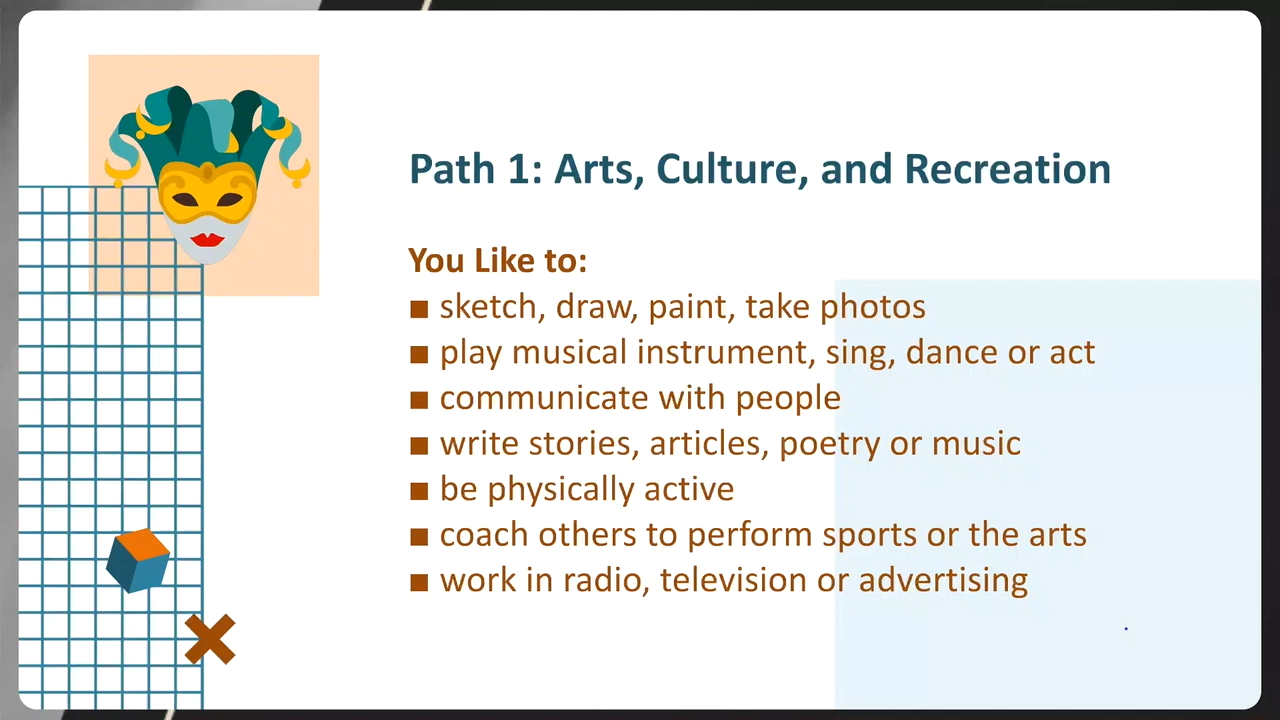 Path 1: Arts, Culture, and Recreation
You Like to:
■ sketch, draw, paint, take photos
■ play musical instrument, sing, dance or act
■ communicate with people
■ write stories, articles, poetry or music
■ be physically active
■ coach others to perform sports or the arts
■ work in radio, television or advertising